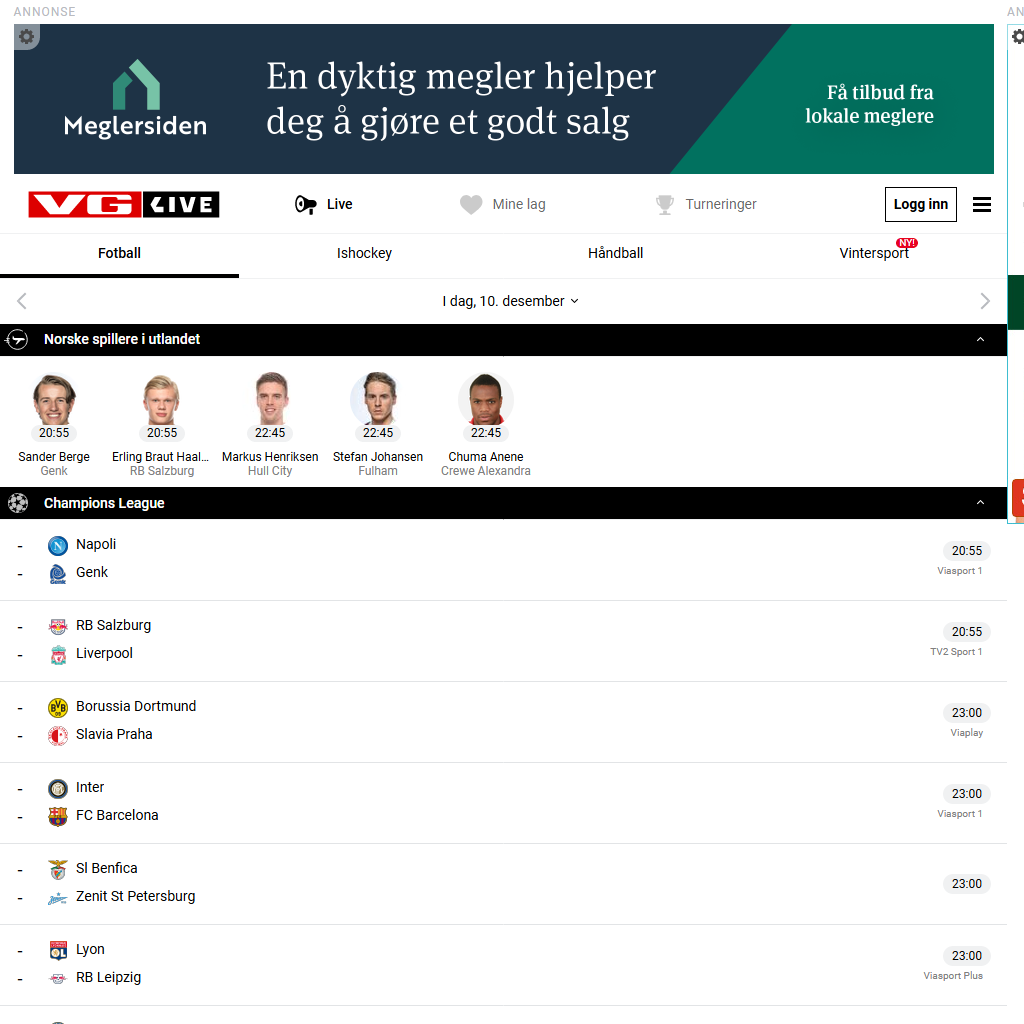 ANNONSE
AN
Meglersiden
En dyktig megler hjelper
deg å gjøre et godt salg
Få tilbud fra
lokale meglere
VG LIVE
Live
Mine lag
Turneringer
Logg inn
Fotball
Ishockey
Håndball
Vintersport
NY!
I dag, 10. desember
Norske spillere i utlandet
20:55
20:55
22:45
22:45
22:45
Sander Berge
Erling Braut Haal...
Markus Henriksen
Stefan Johansen
Chuma Anene
Genk
RB Salzburg
Hull City
Fulham
Crewe Alexandra
Champions League
- Napoli
- Genk
20:55
Viasport 1
- RB Salzburg
- Liverpool
20:55
TV2 Sport 1
- Borussia Dortmund
- Slavia Praha
23:00
Viaplay
- Inter
- FC Barcelona
23:00
Viasport 1
- Sl Benfica
- Zenit St Petersburg
23:00
- Lyon
- RB Leipzig
23:00
Viasport Plus